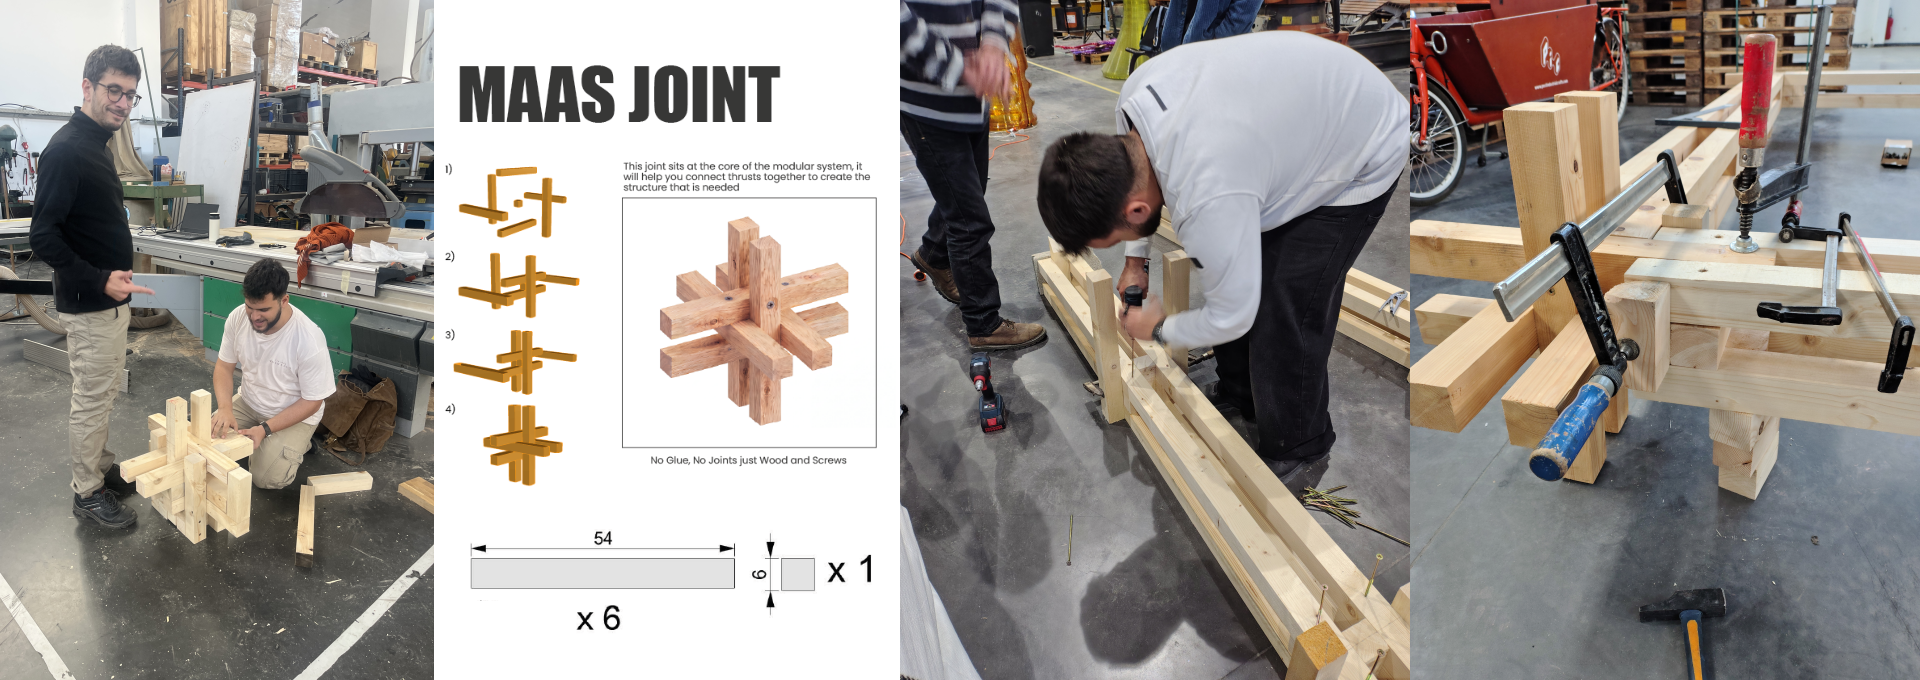 MAAS JOINT
1)
This joint sits at the core of the modular system, it
will help you connect thrusts together to create the
structure that is needed
2)
3)
4)
No Glue, No Joints just Wood and Screws
54
6
x 1
x 6